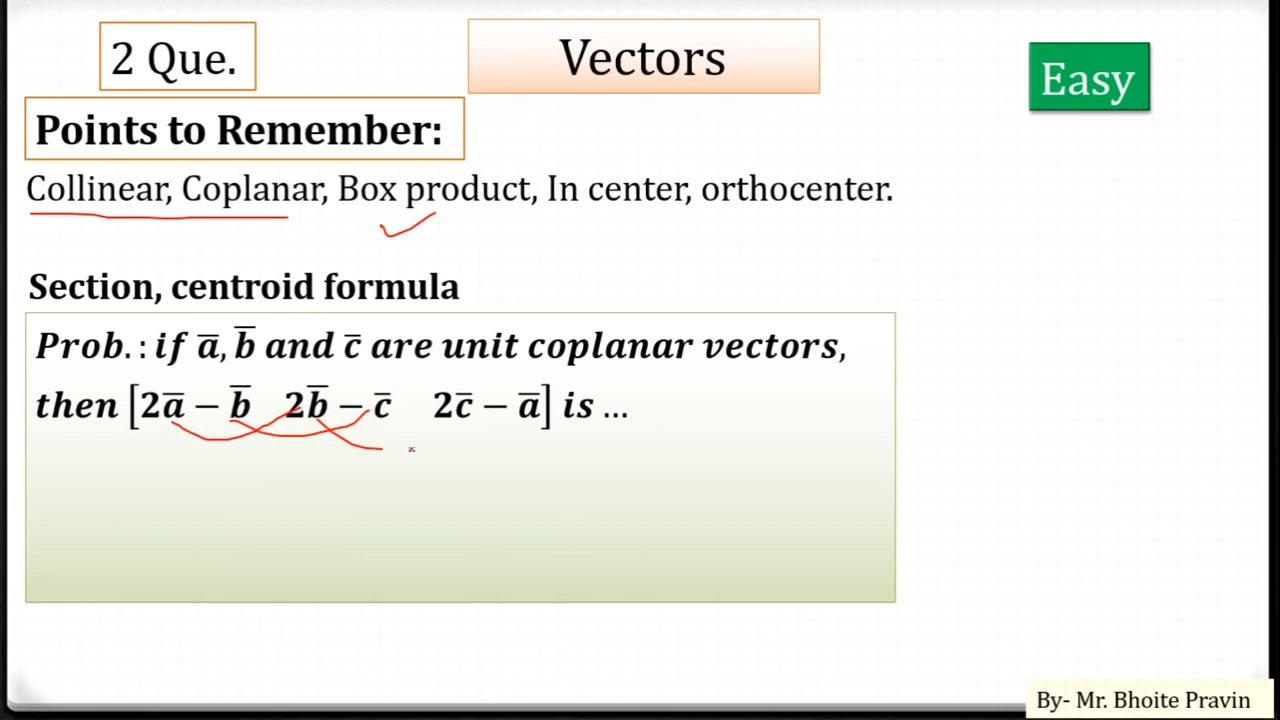 2 Que.
Vectors
Easy
Points to Remember:
Collinear, Coplanar, Box product, In center, orthocenter.
Section, centroid formula
Prob. : if a̅, b̅ and c̅ are unit coplanar vectors,
then [2a̅ − b̅   2b̅ − c̅   2c̅ − a̅] is ...
By- Mr. Bhoite Pravin